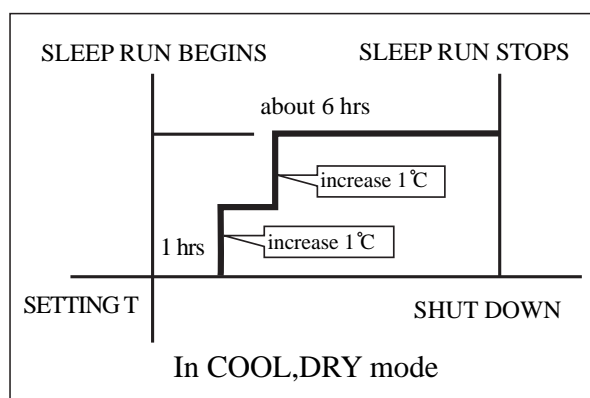 SLEEP RUN BEGINS
SLEEP RUN STOPS
about 6 hrs
increase 1℃
1 hrs
increase 1℃
SETTING T
SHUT DOWN
In COOL,DRY mode